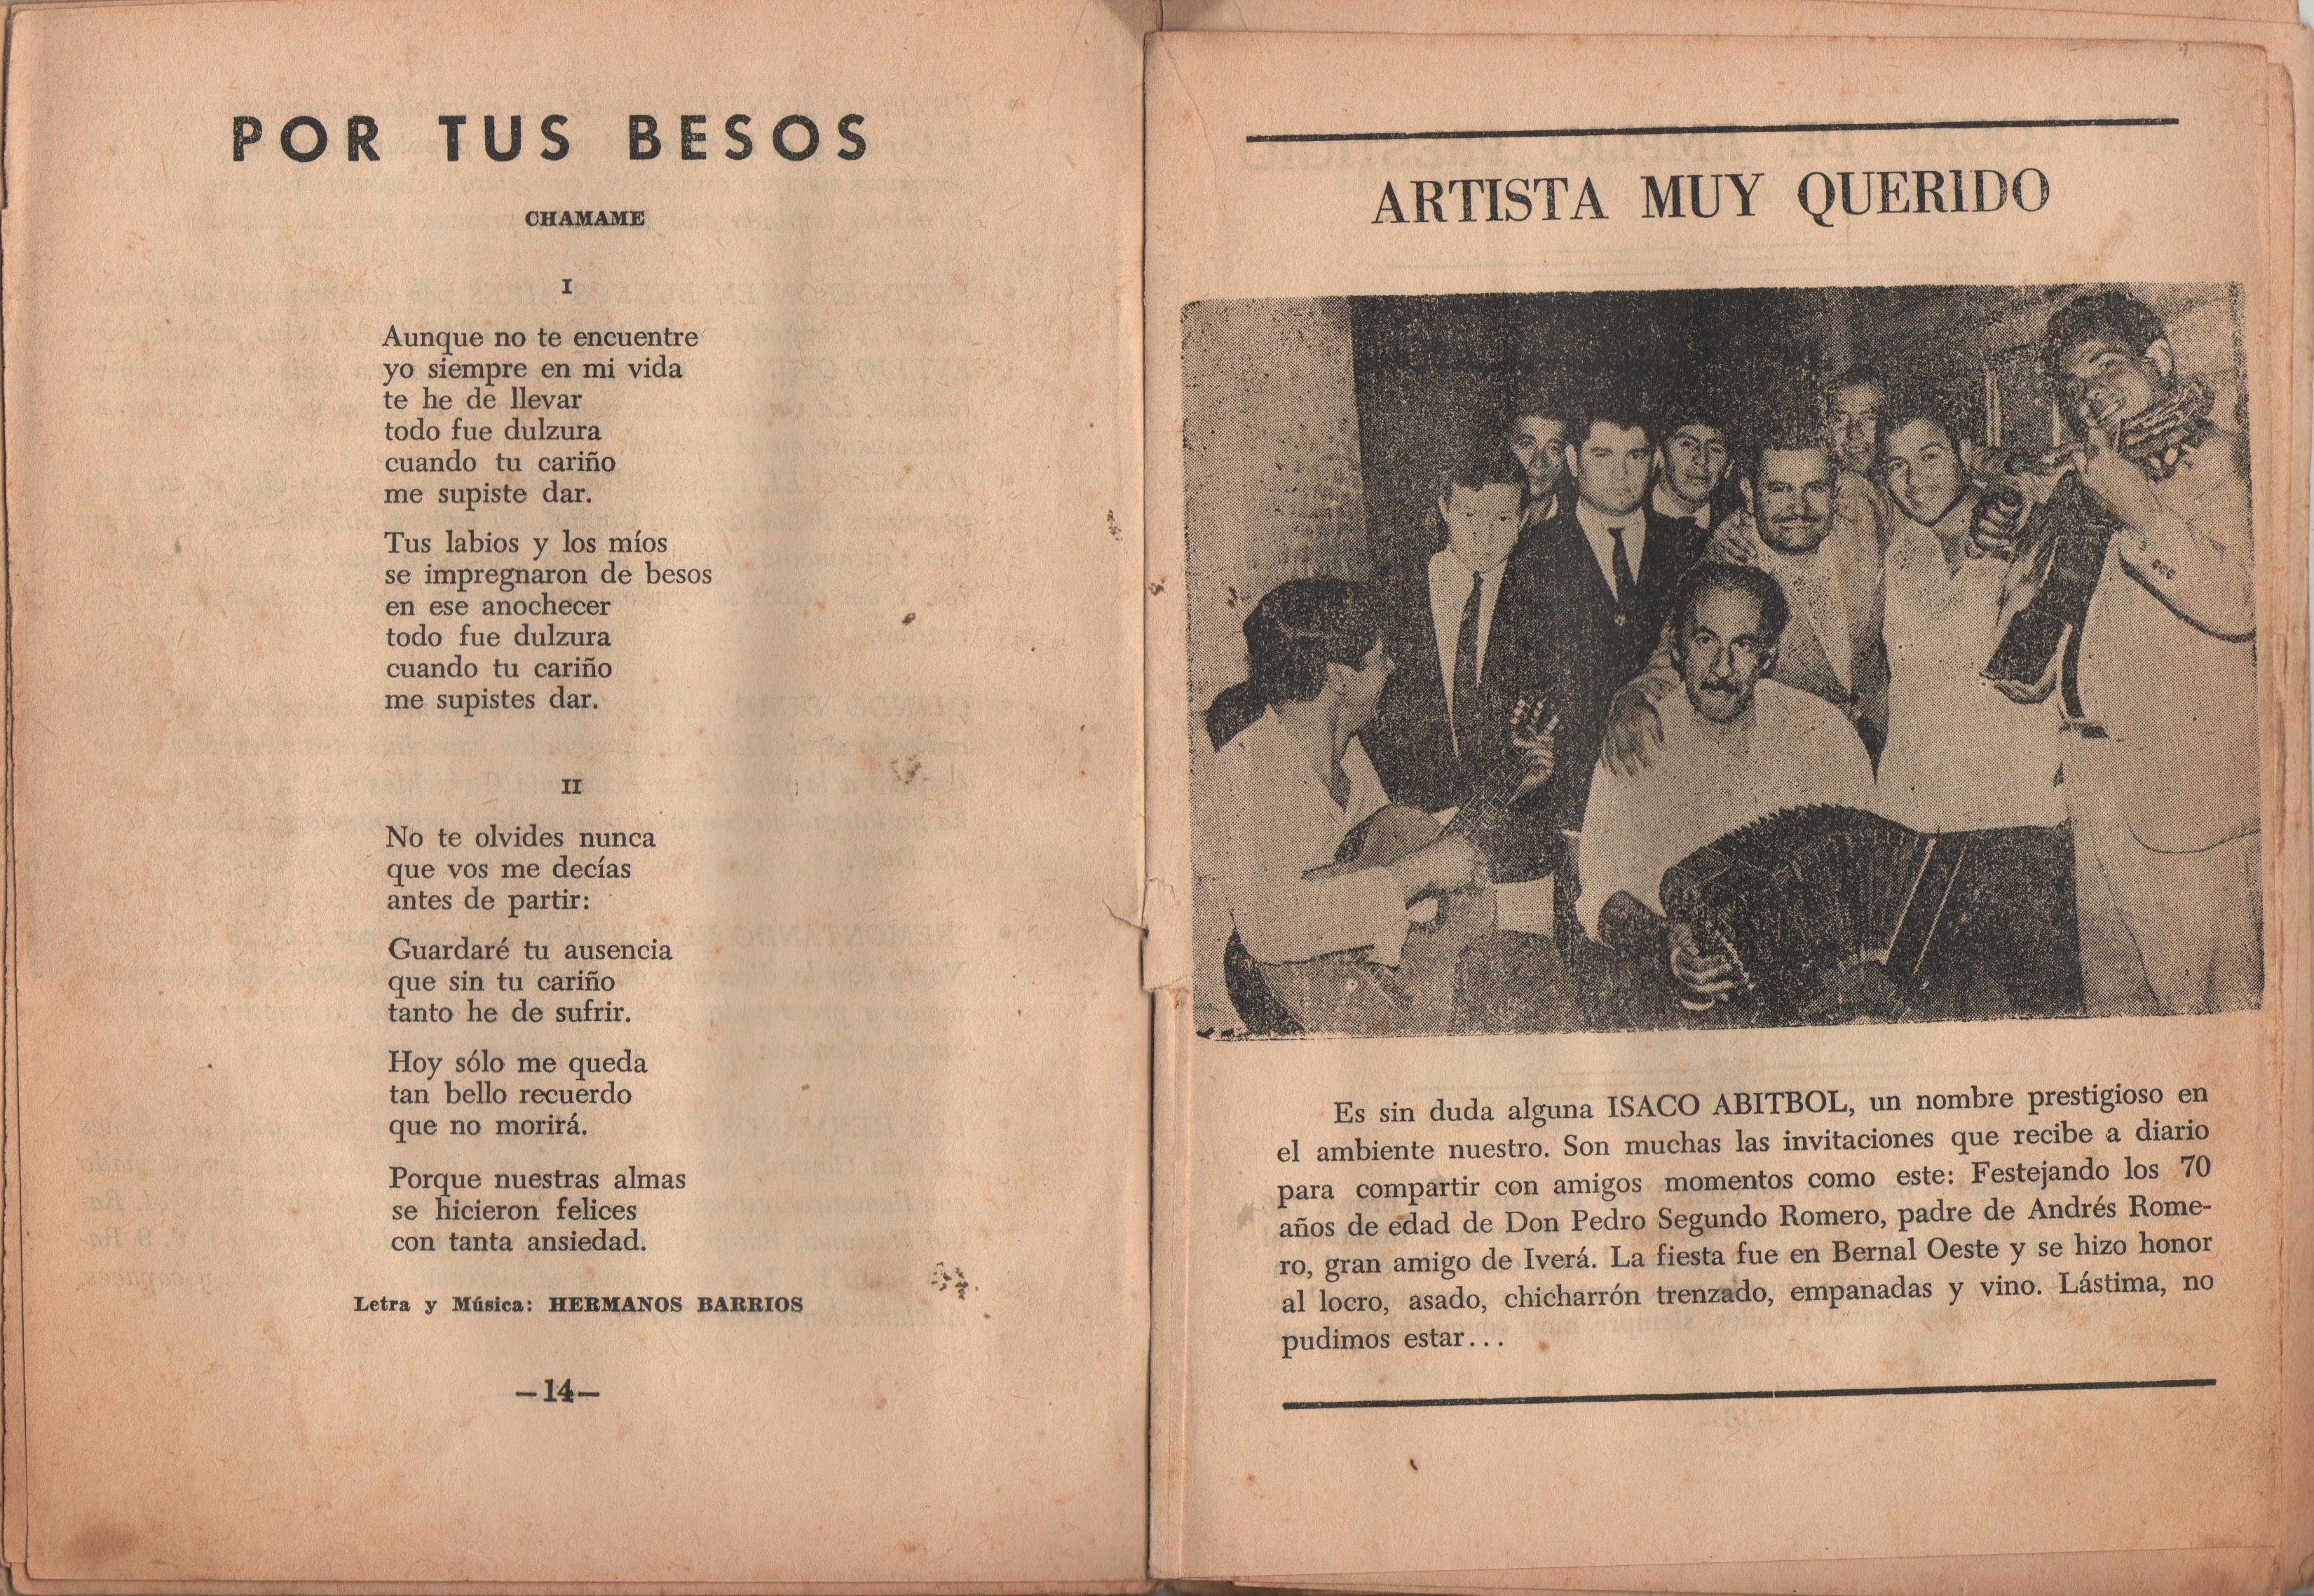 POR TUS BESOS
CHAMAME
I
Aunque no te encuentre
yo siempre en mi vida
te he de llevar
todo fue dulzura
cuando tu cariño
me supiste dar.
Tus labios y los míos
se impregnaron de besos
en ese anochecer
todo fue dulzura
cuando tu cariño
me supistes dar.
II
No te olvides nunca
que vos me decías
antes de partir:
Guardaré tu ausencia
que sin tu cariño
tanto he de sufrir.
Hoy sólo me queda
tan bello recuerdo
que no morirá.
Porque nuestras almas
se hicieron felices
con tanta ansiedad.
Letra y Música: HERMANOS BARRIOS
—14—
ARTISTA MUY QUERIDO
Es sin duda alguna ISACO ABITBOL, un nombre prestigioso en
el ambiente nuestro. Son muchas las invitaciones que recibe a diario
para compartir con amigos momentos como este: Festejando los 70
años de edad de Don Pedro Segundo Romero, padre de Andrés Rome-
ro, gran amigo de Iverá. La fiesta fue en Bernal Oeste y se hizo honor
al locro, asado, chicharrón trenzado, empanadas y vino. Lástima, no
pudimos estar...